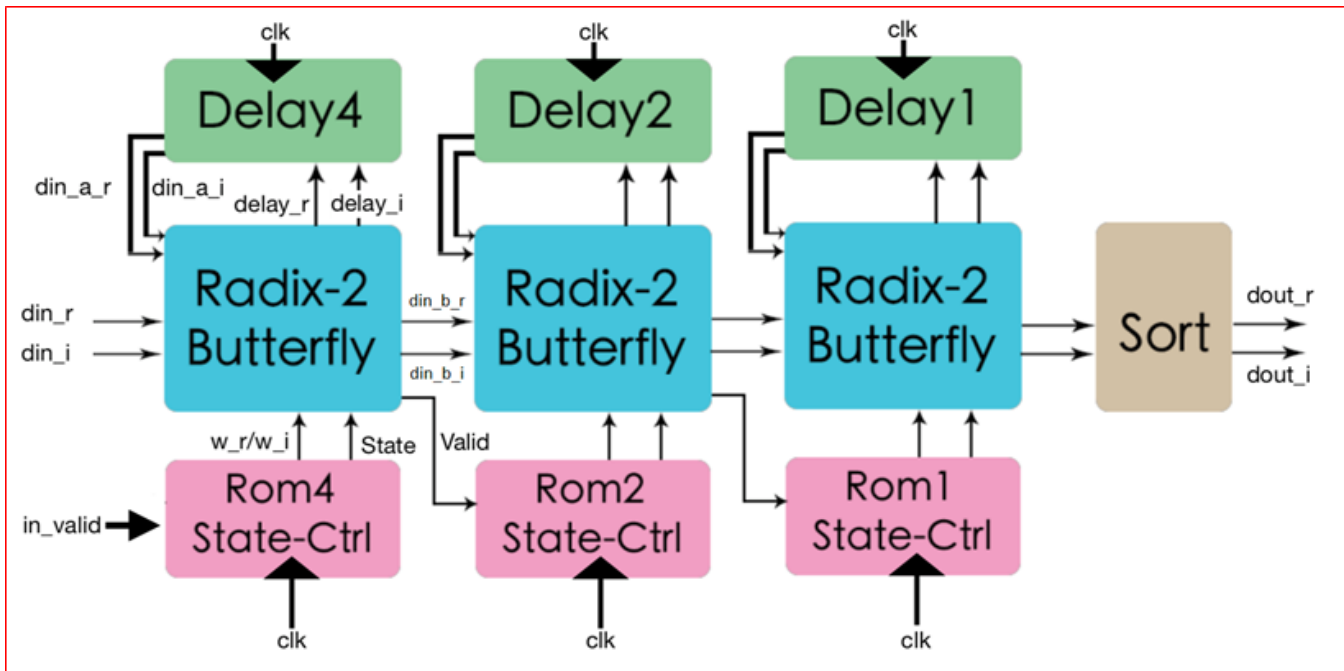 clk
clk
clk
Delay4
Delay2
Delay1
din_a_r
din_a_i
delay_r
delay_i
Radix-2
Butterfly
Radix-2
Butterfly
Radix-2
Butterfly
Sort
din_r
din_i
din_b_r
din_b_i
dout_r
dout_i
w_r/w_i
State
Valid
in_valid
Rom4
State-Ctrl
Rom2
State-Ctrl
Rom1
State-Ctrl
clk
clk
clk